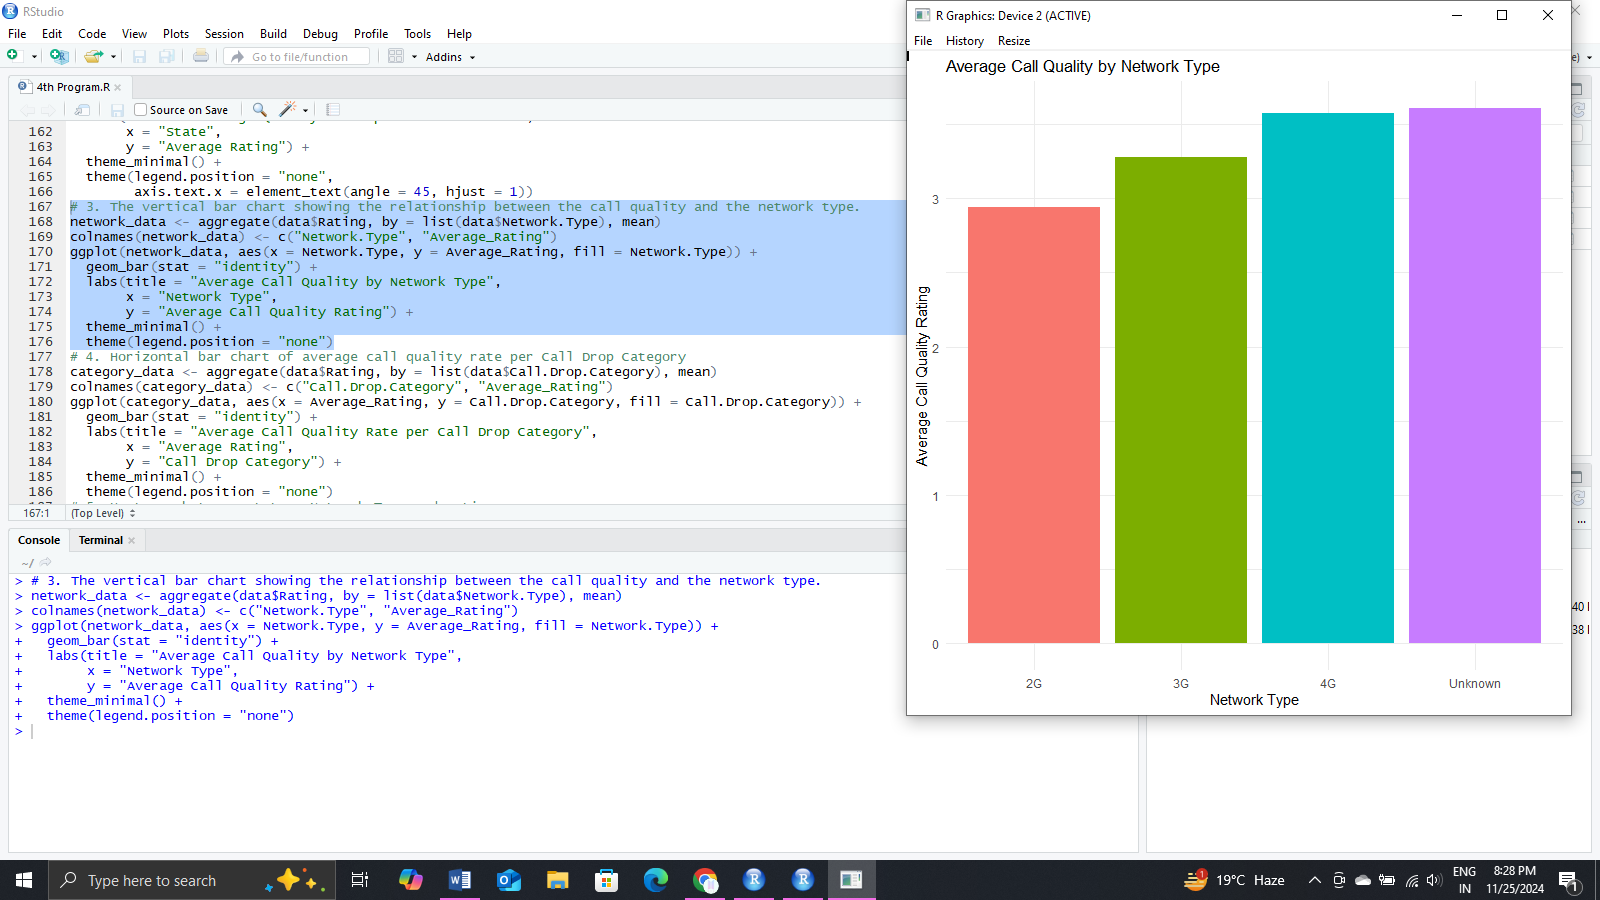 RStudio
File Edit Code View Plots Session Build Debug Profile Tools Help
Go to file/function Addins
4th Program.R
Source on Save
162 x = "State",
163 y = "Average Rating") +
164 theme_minimal() +
165 theme(legend.position = "none",
166 axis.text.x = element_text(angle = 45, hjust = 1))
167 # 3. The vertical bar chart showing the relationship between the call quality and the network type.
168 network_data <- aggregate(data$Rating, by = list(data$Network.Type), mean)
169 colnames(network_data) <- c("Network.Type", "Average_Rating")
170 ggplot(network_data, aes(x = Network.Type, y = Average_Rating, fill = Network.Type)) +
171 geom_bar(stat = "identity") +
172 labs(title = "Average Call Quality by Network Type",
173 x = "Network Type",
174 y = "Average Call Quality Rating") +
175 theme_minimal() +
176 theme(legend.position = "none")
177 # 4. Horizontal bar chart of average call quality rate per Call Drop Category
178 category_data <- aggregate(data$Rating, by = list(data$Call.Drop.Category), mean)
179 colnames(category_data) <- c("Call.Drop.Category", "Average_Rating")
180 ggplot(category_data, aes(x = Average_Rating, y = Call.Drop.Category, fill = Call.Drop.Category)) +
181 geom_bar(stat = "identity") +
182 labs(title = "Average Call Quality Rate per Call Drop Category",
183 x = "Average Rating",
184 y = "Call Drop Category") +
185 theme_minimal() +
186 theme(legend.position = "none")
167:1 (Top Level)
Console Terminal
~/
> # 3. The vertical bar chart showing the relationship between the call quality and the network type.
> network_data <- aggregate(data$Rating, by = list(data$Network.Type), mean)
> colnames(network_data) <- c("Network.Type", "Average_Rating")
> ggplot(network_data, aes(x = Network.Type, y = Average_Rating, fill = Network.Type)) +
+ geom_bar(stat = "identity") +
+ labs(title = "Average Call Quality by Network Type",
+ x = "Network Type",
+ y = "Average Call Quality Rating") +
+ theme_minimal() +
+ theme(legend.position = "none")
>
R Graphics: Device 2 (ACTIVE)
File History Resize
Average Call Quality by Network Type
Average Call Quality Rating
3
2
1
0
2G 3G 4G Unknown
Network Type
40
38
Type here to search
19°C Haze
ENG
IN
8:28 PM
11/25/2024
1
1